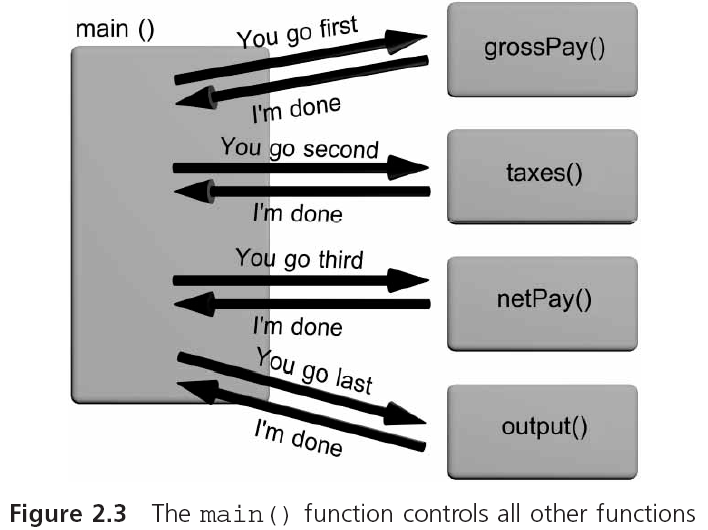 main ()
You go first
grossPay()
I'm done
You go second
taxes()
I'm done
You go third
netPay()
I'm done
You go last
output()
I'm done
Figure 2.3 The main() function controls all other functions